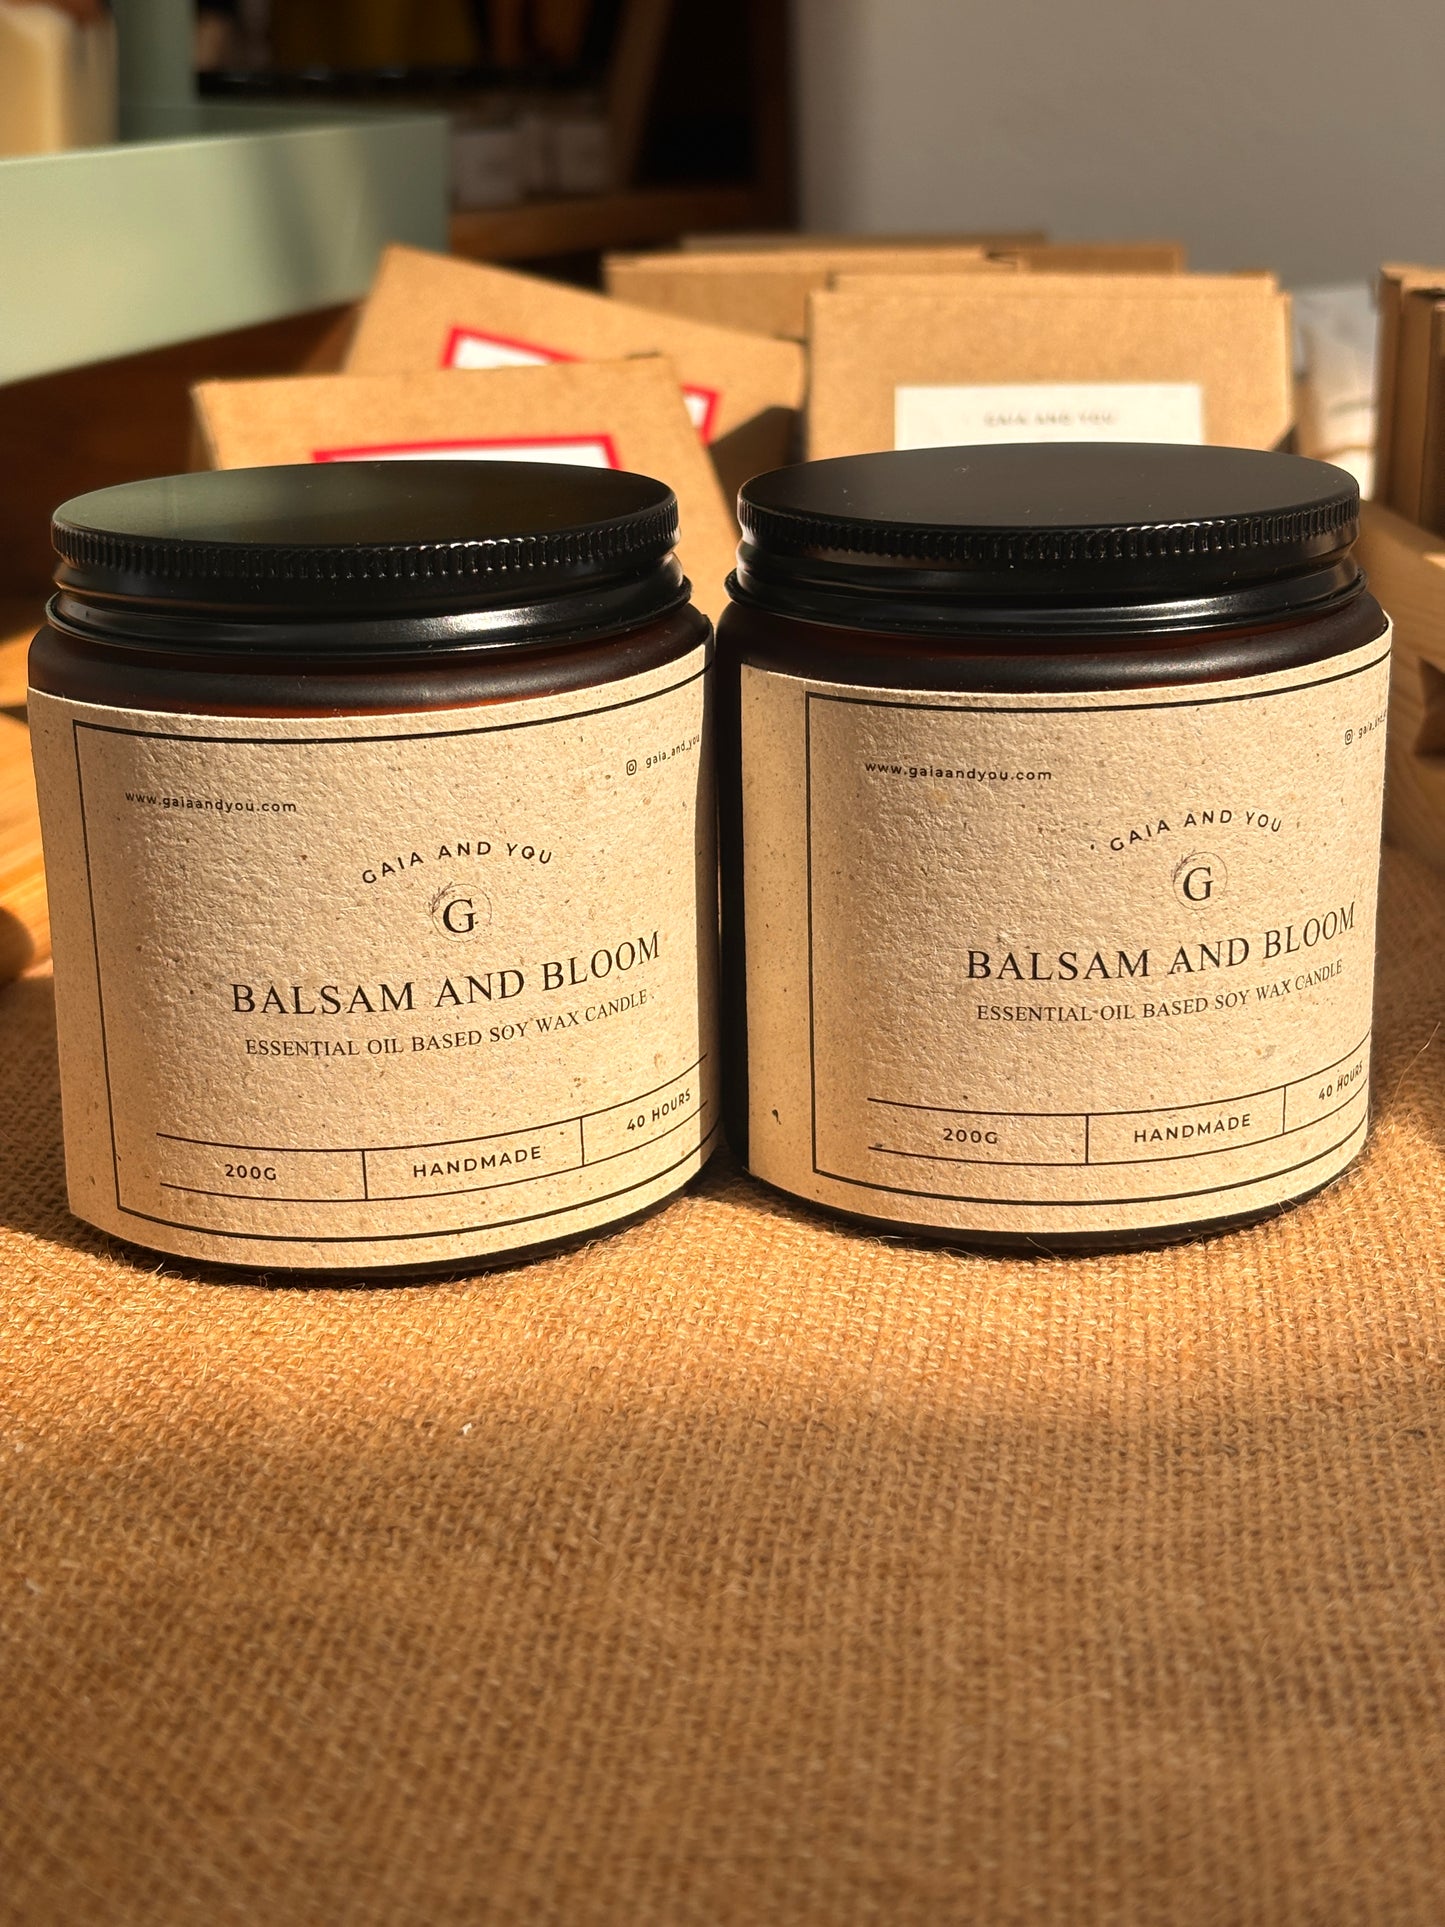 GAIA AND YOU
www.gaiaandyou.com
gaia_and_you
GAIA AND YOU
G
BALSAM AND BLOOM
ESSENTIAL OIL BASED SOY WAX CANDLE
200G
HANDMADE
40 HOURS
www.gaiaandyou.com
GAIA AND YOU
G
BALSAM AND BLOOM
ESSENTIAL OIL BASED SOY WAX CANDLE
200G
HANDMADE
40 HOURS